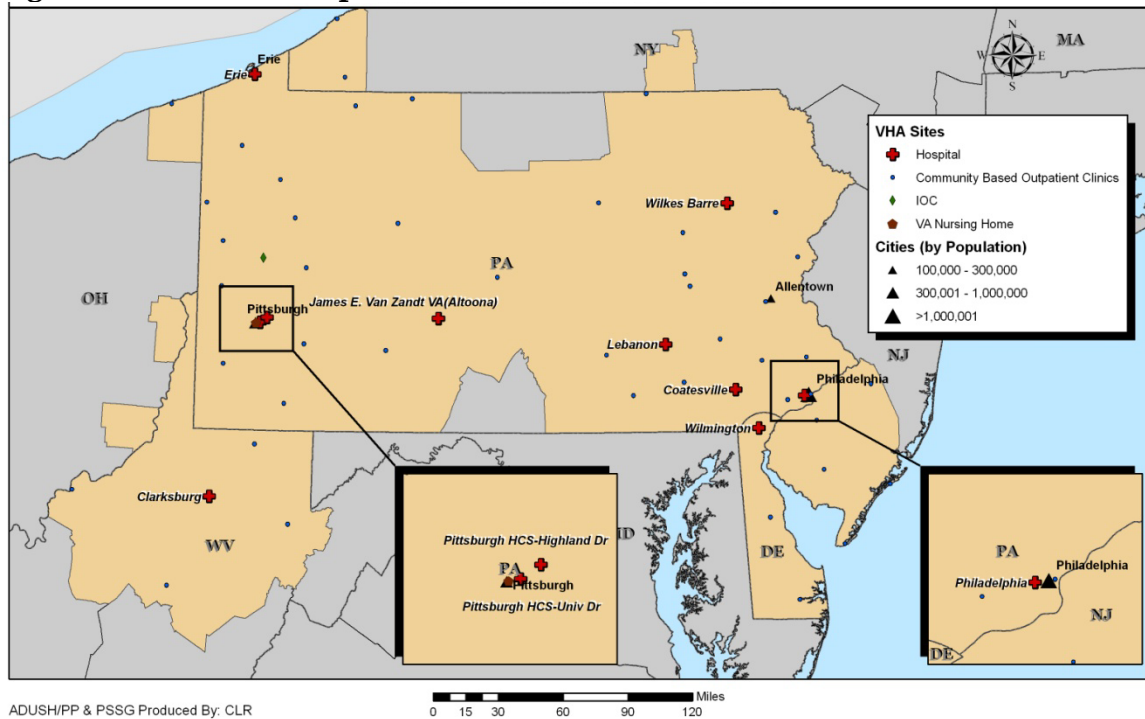 NY
MA
N
W E
S
Erie
Erie
VHA Sites
Hospital
Community Based Outpatient Clinics
IOC
VA Nursing Home
Cities (by Population)
100,000 - 300,000
300,001 - 1,000,000
>1,000,001
Wilkes Barre
PA
OH
Allentown
James E. Van Zandt VA(Altoona)
Pittsburgh
Lebanon
NJ
Coatesville
Philadelphia
Wilmington
Clarksburg
WV
DE
Pittsburgh HCS-Highland Dr
PA
Pittsburgh
Pittsburgh HCS-Univ Dr
PA
Philadelphia
Philadelphia
NJ
DE
ADUSH/PP & PSSG Produced By: CLR
Miles
0 15 30 60 90 120